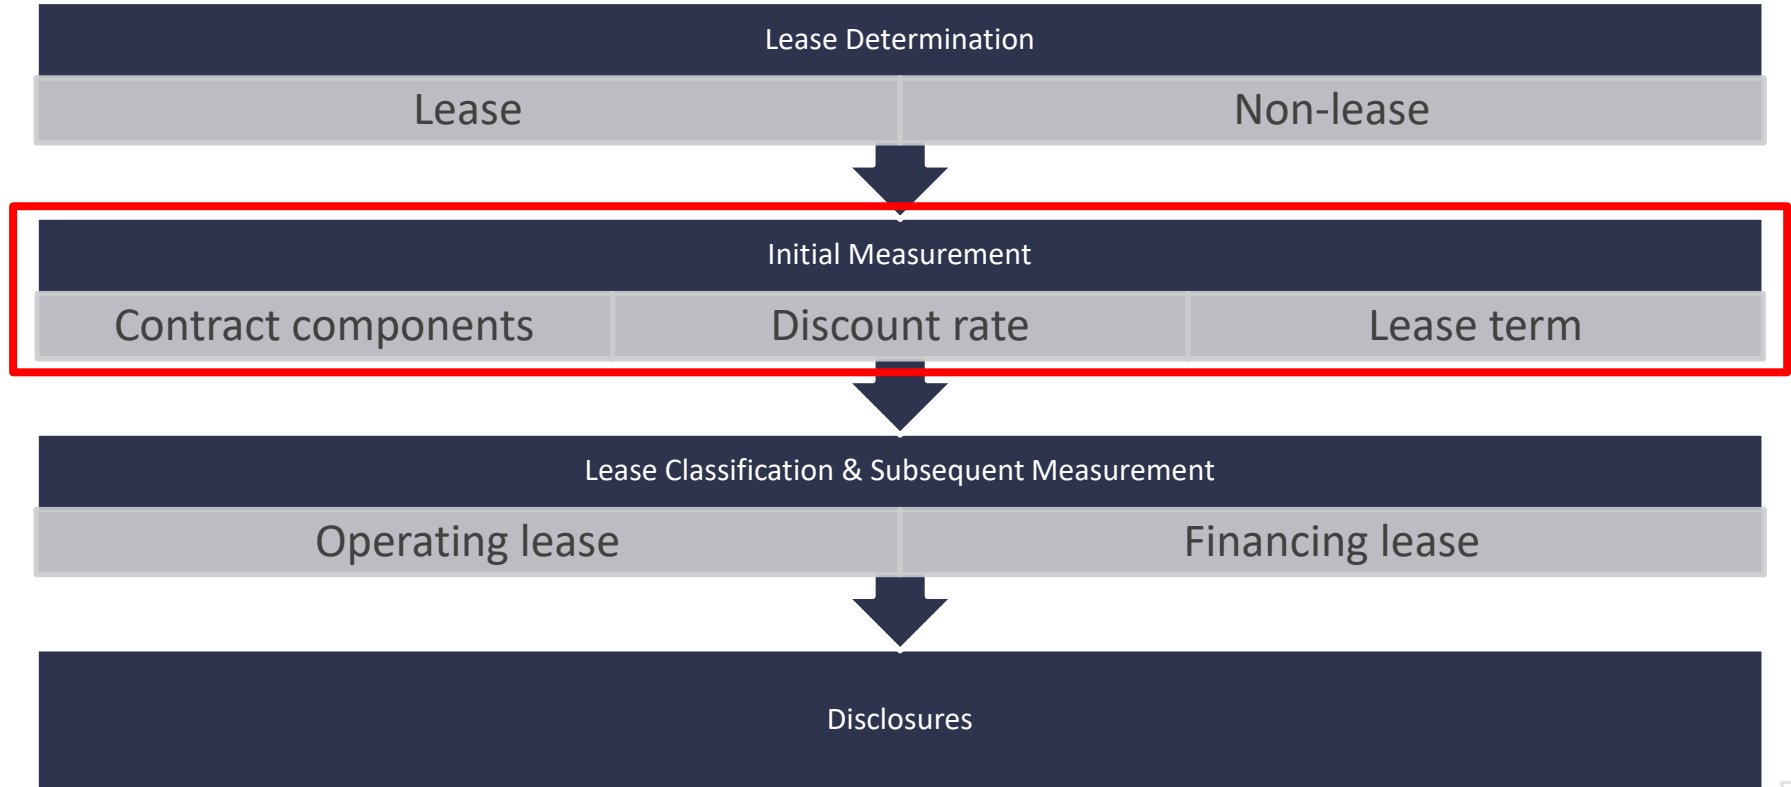 Lease Determination
Lease
Non-lease
Initial Measurement
Contract components
Discount rate
Lease term
Lease Classification & Subsequent Measurement
Operating lease
Financing lease
Disclosures